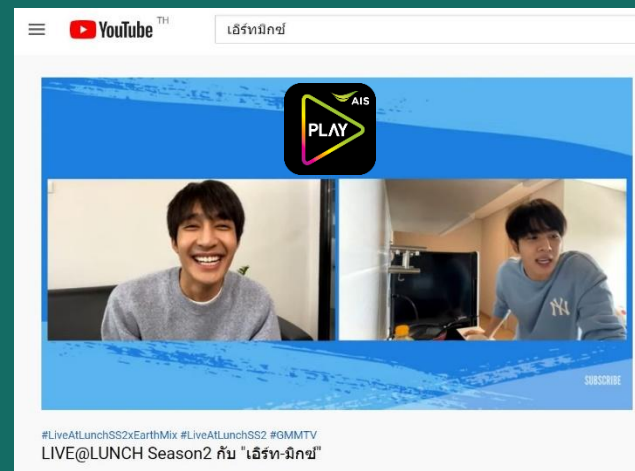 YouTube TH
เอิร์ทมิกซ์
AIS
PLAY
NY
SUBSCRIBE
#LiveAtLunchSS2xEarthMix #LiveAtLunchSS2 #GMMTV
LIVE@LUNCH Season2 กับ "เอิร์ท-มิกซ์"